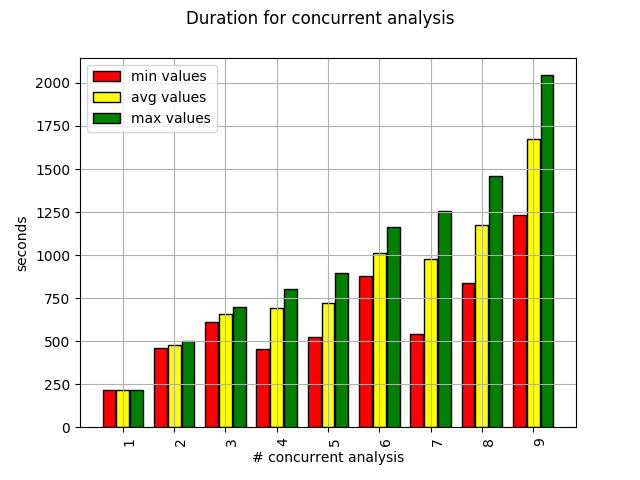 Duration for concurrent analysis
min values
avg values
max values
2000
1750
1500
1250
1000
750
500
250
0
seconds
1 2 3 4 5 6 7 8 9
# concurrent analysis